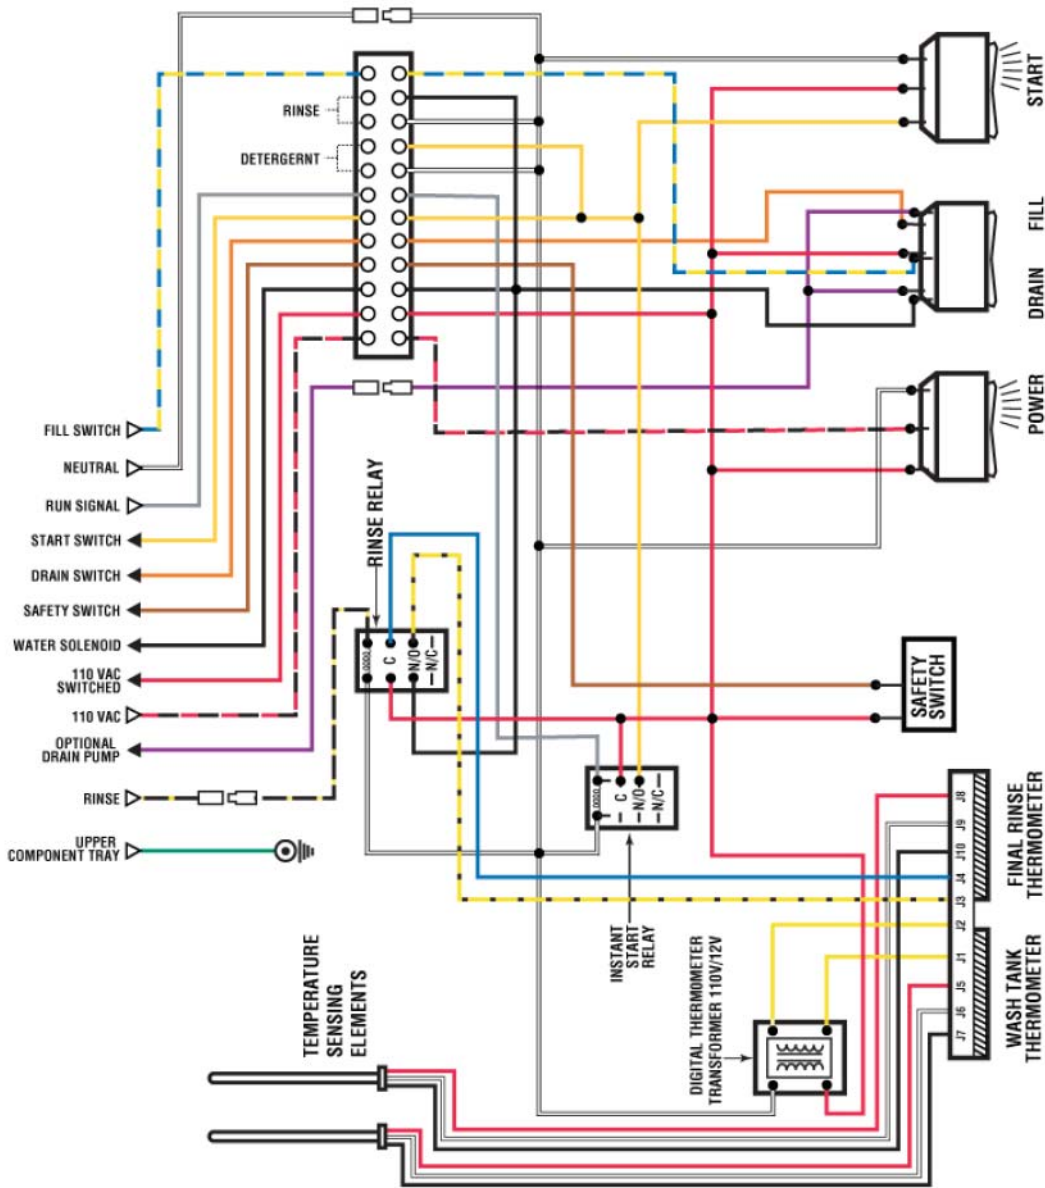 RINSE
DETERGERNT
START
FILL
DRAIN
POWER
FILL SWITCH
NEUTRAL
RUN SIGNAL
START SWITCH
DRAIN SWITCH
SAFETY SWITCH
WATER SOLENOID
110 VAC
SWITCHED
110 VAC
OPTIONAL
DRAIN PUMP
RINSE
UPPER
COMPONENT TRAY
RINSE RELAY
C
N/O
N/C
SAFETY
SWITCH
C
N/O
N/C
INSTANT
START
RELAY
J8
J9
J10
J4
J3
J2
J1
J5
J6
J7
FINAL RINSE
THERMOMETER
WASH TANK
THERMOMETER
DIGITAL THERMOMETER
TRANSFORMER 110V/12V
TEMPERATURE
SENSING
ELEMENTS